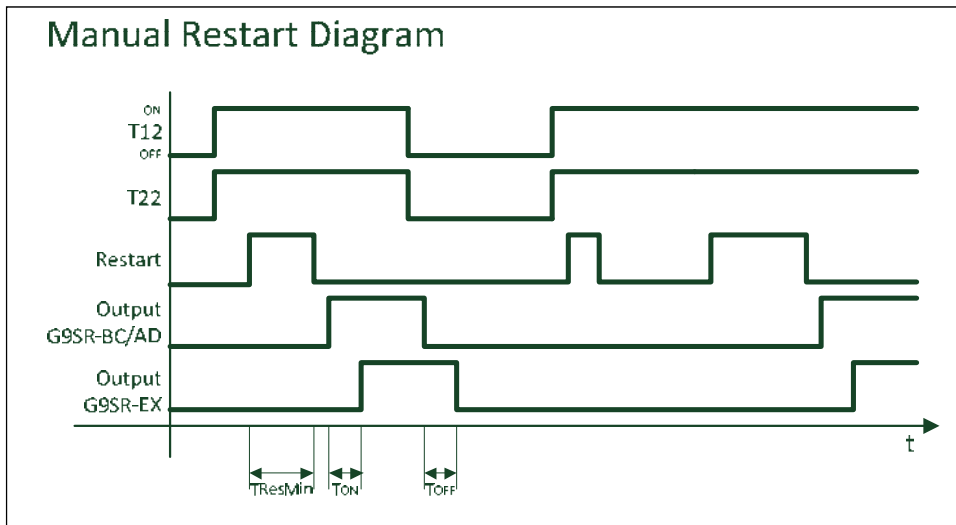 Manual Restart Diagram
ON
T12
OFF
T22
Restart
Output
G9SR-BC/AD
Output
G9SR-EX
t
TResMin
TON
TOFF